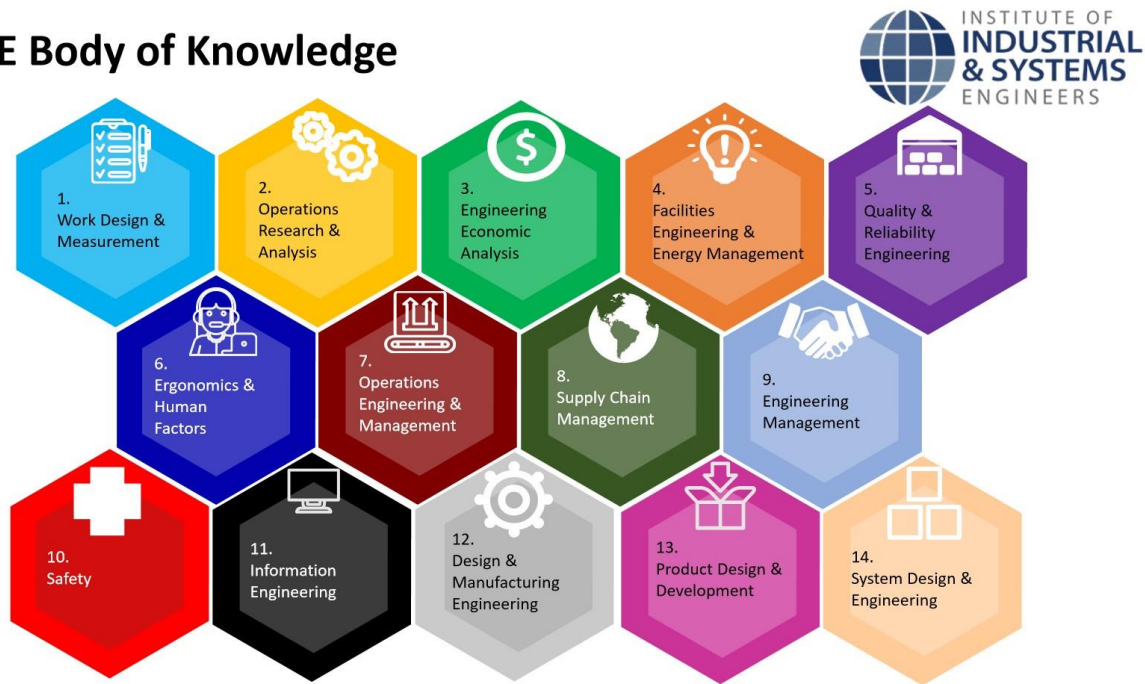 E Body of Knowledge
INSTITUTE OF
INDUSTRIAL
& SYSTEMS
ENGINEERS
1.
Work Design &
Measurement
2.
Operations
Research &
Analysis
3.
Engineering
Economic
Analysis
4.
Facilities
Engineering &
Energy Management
5.
Quality &
Reliability
Engineering
6.
Ergonomics &
Human
Factors
7.
Operations
Engineering &
Management
8.
Supply Chain
Management
9.
Engineering
Management
10.
Safety
11.
Information
Engineering
12.
Design &
Manufacturing
Engineering
13.
Product Design &
Development
14.
System Design &
Engineering